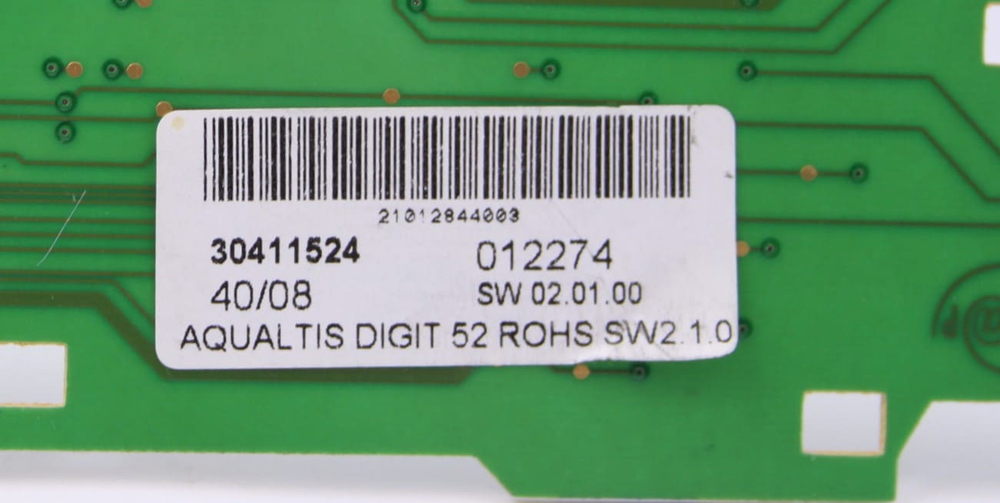 21012844003
30411524 012274
40/08 SW 02.01.00
AQUALTIS DIGIT 52 ROHS SW2.1.0